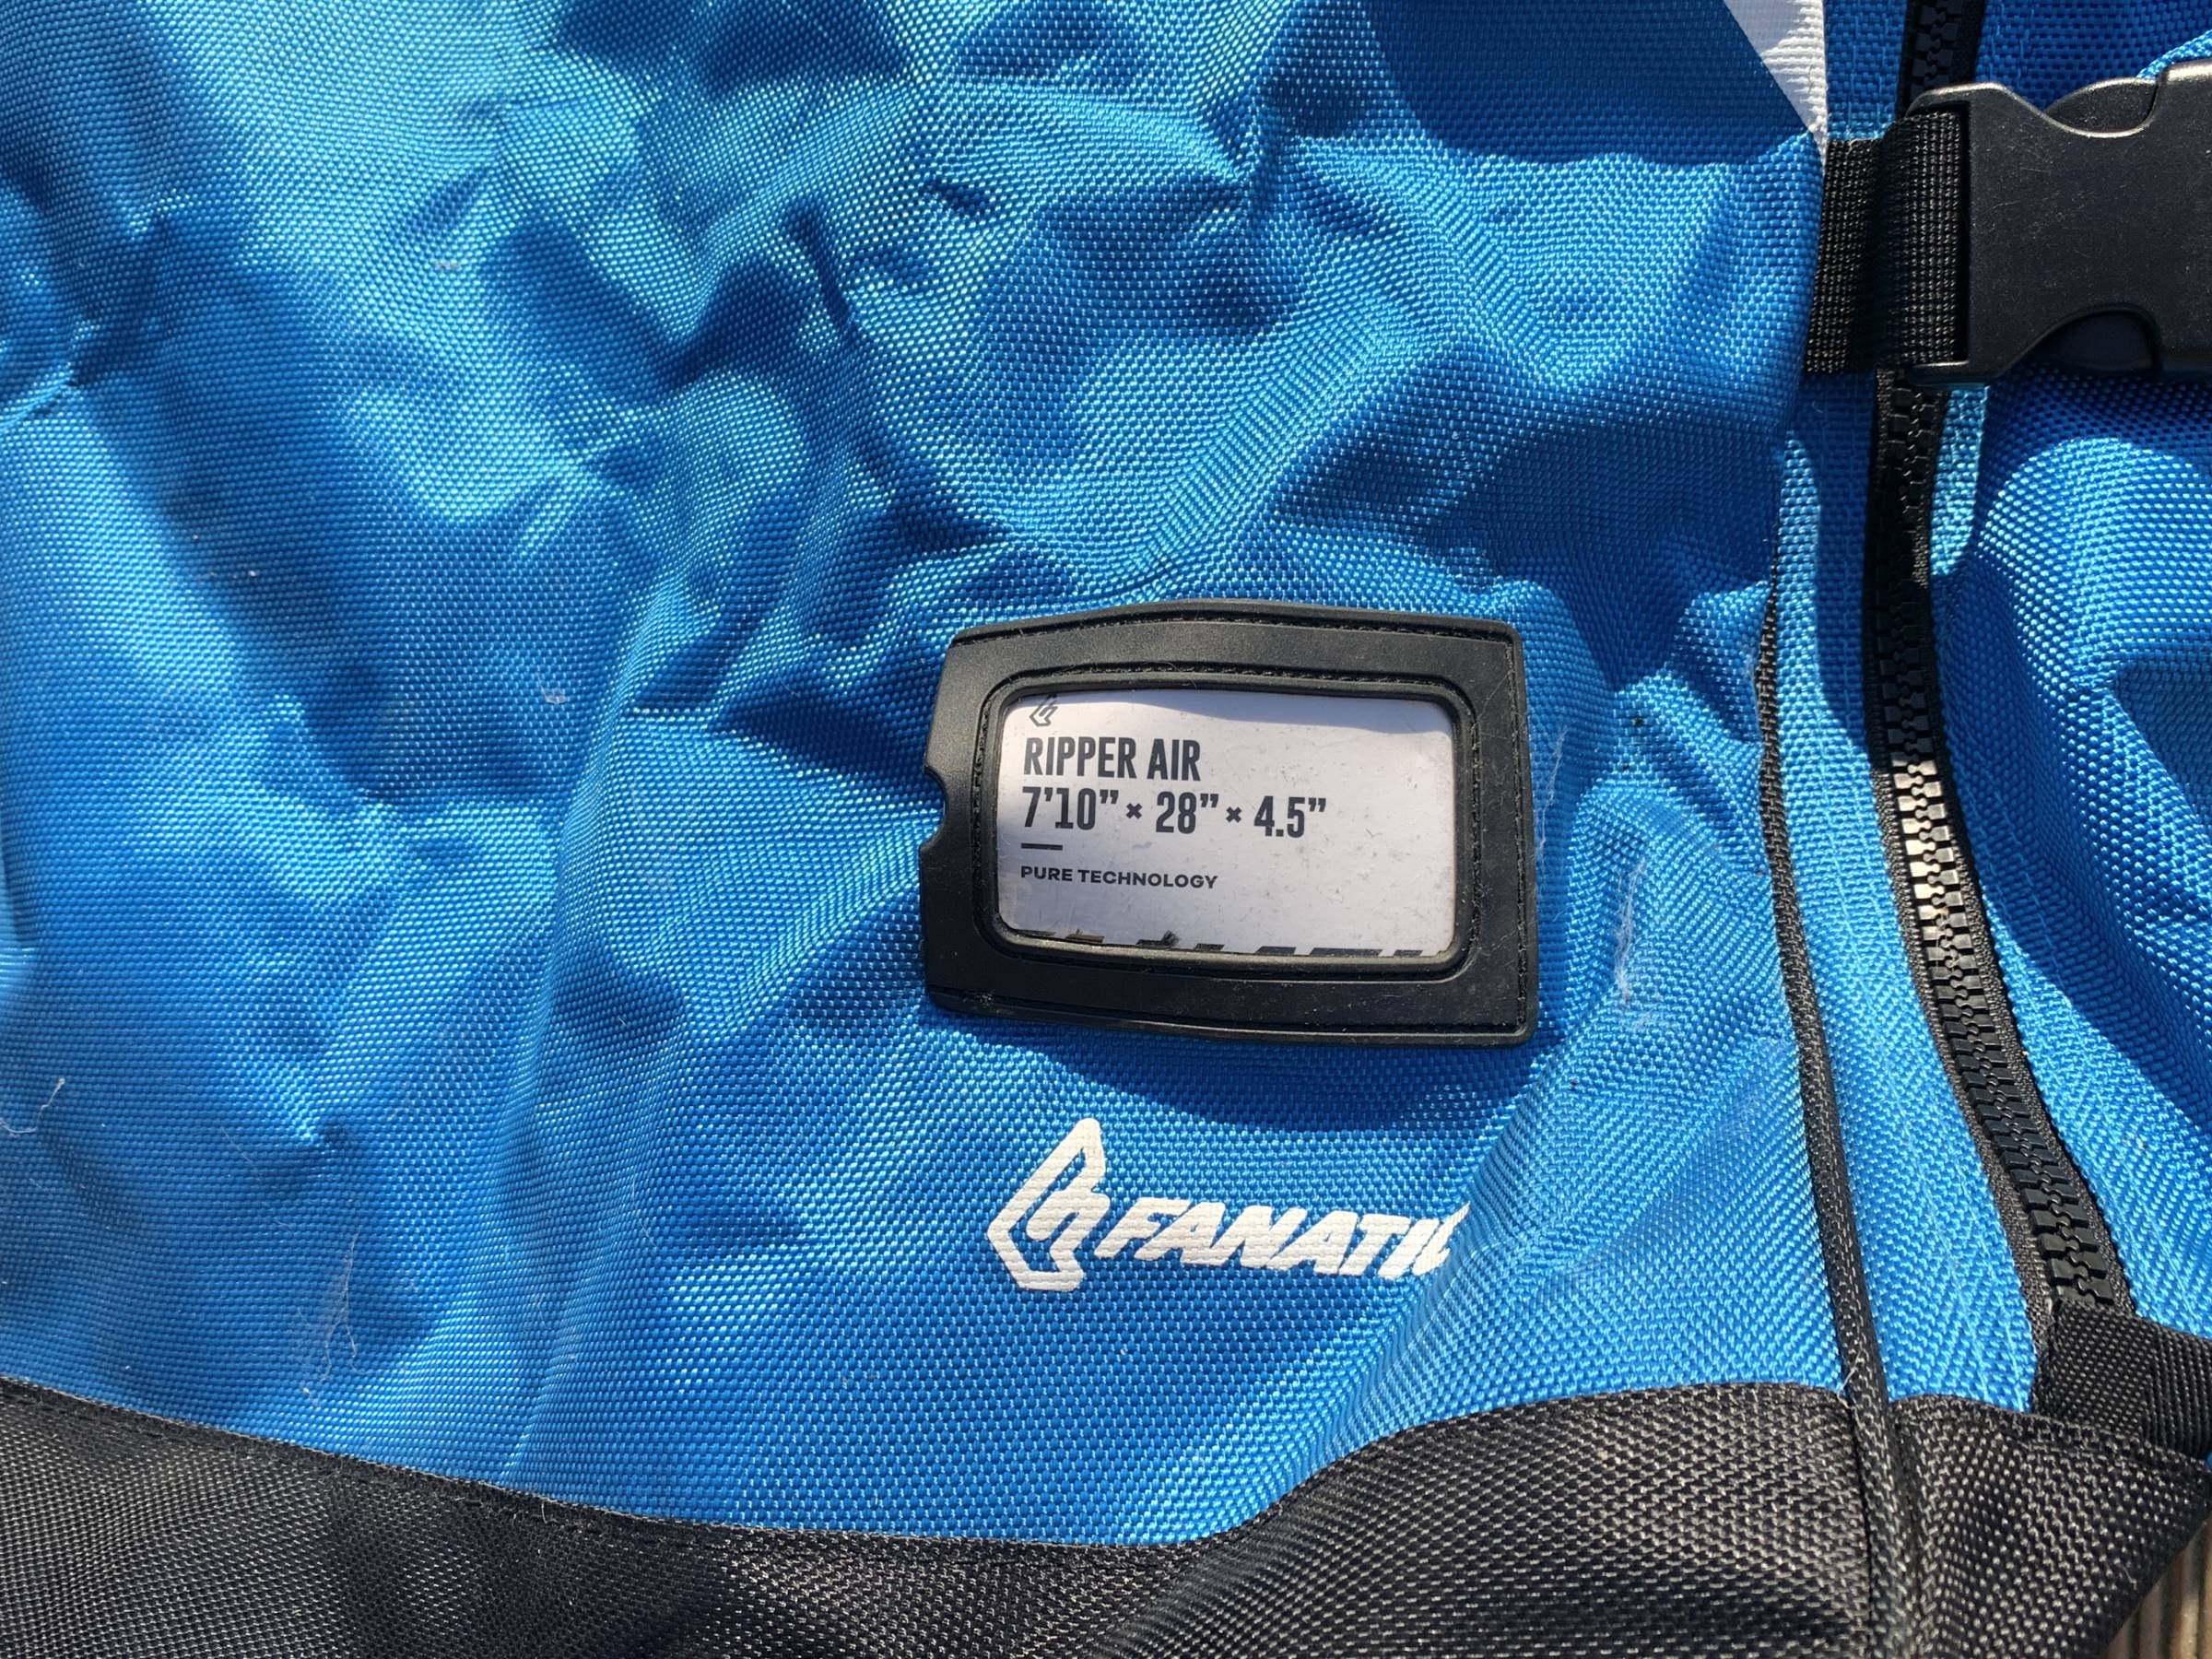 RIPPER AIR
7’10” × 28” × 4.5”
PURE TECHNOLOGY
FANATIC